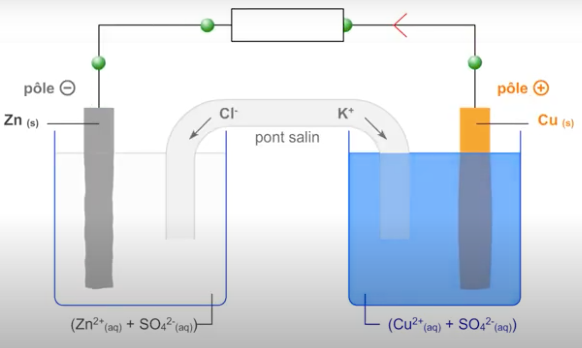 pôle ⊖
Zn (s)
Cl⁻
K⁺
pont salin
pôle ⊕
Cu (s)
(Zn²⁺(aq) + SO₄²⁻(aq))
(Cu²⁺(aq) + SO₄²⁻(aq))